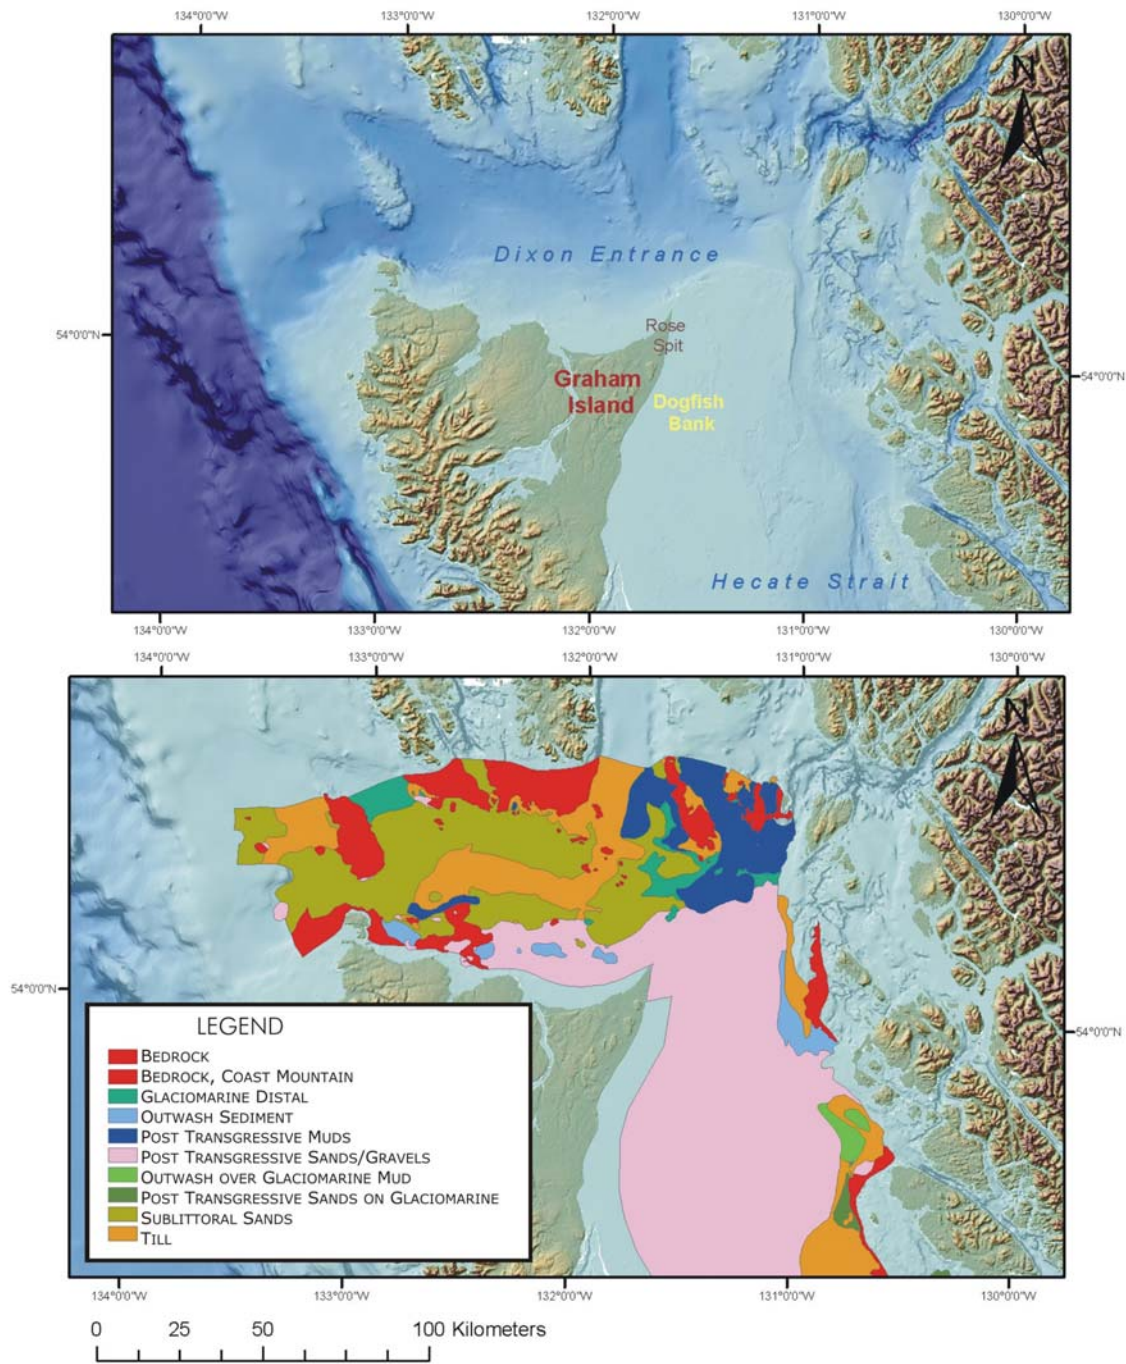 134°0'0"W 133°0'0"W 132°0'0"W 131°0'0"W 130°0'0"W
N
Dixon Entrance
54°0'0"N
Rose
Spit
54°0'0"N
Graham
Island
Dogfish
Bank
Hecate Strait
134°0'0"W 133°0'0"W 132°0'0"W 131°0'0"W 130°0'0"W
134°0'0"W 133°0'0"W 132°0'0"W 131°0'0"W 130°0'0"W
N
54°0'0"N
54°0'0"N
LEGEND
BEDROCK
BEDROCK, COAST MOUNTAIN
GLACIOMARINE DISTAL
OUTWASH SEDIMENT
POST TRANSGRESSIVE MUDS
POST TRANSGRESSIVE SANDS/GRAVELS
OUTWASH OVER GLACIOMARINE MUD
POST TRANSGRESSIVE SANDS ON GLACIOMARINE
SUBLITTORAL SANDS
TILL
134°0'0"W 133°0'0"W 132°0'0"W 131°0'0"W 130°0'0"W
0 25 50 100 Kilometers